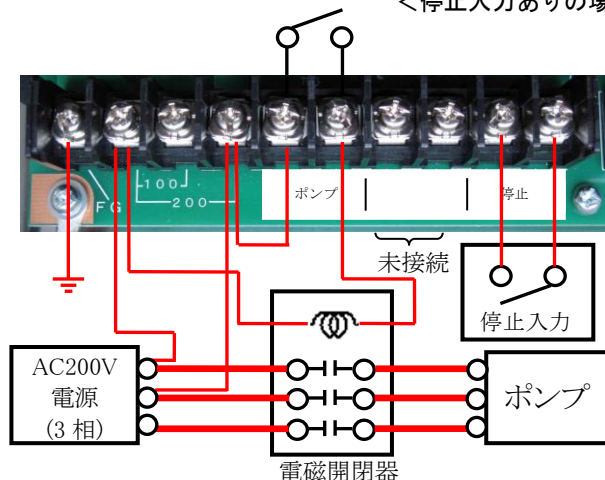 <停止入力ありの場
FG
100
200
ポンプ
停止
未接続
停止入力
AC200V
電源
(3 相)
ポンプ
電磁開閉器